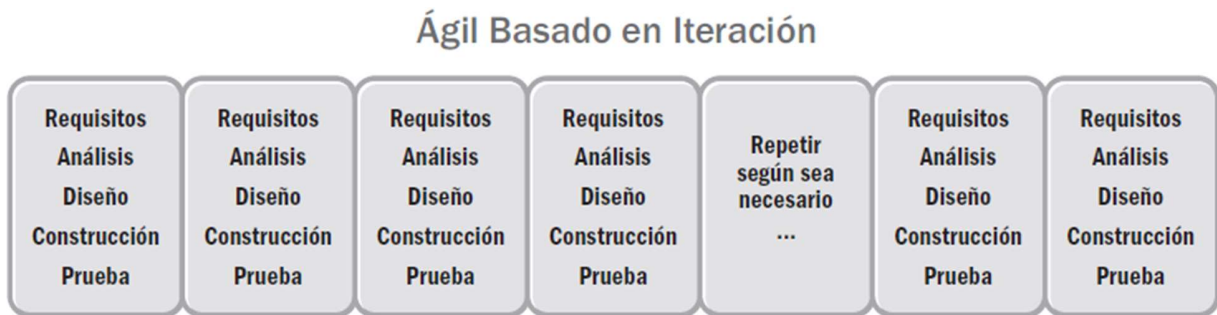 Ágil Basado en Iteración
Requisitos
Análisis
Diseño
Construcción
Prueba
Requisitos
Análisis
Diseño
Construcción
Prueba
Requisitos
Análisis
Diseño
Construcción
Prueba
Requisitos
Análisis
Diseño
Construcción
Prueba
Repetir
según sea
necesario
...
Requisitos
Análisis
Diseño
Construcción
Prueba
Requisitos
Análisis
Diseño
Construcción
Prueba